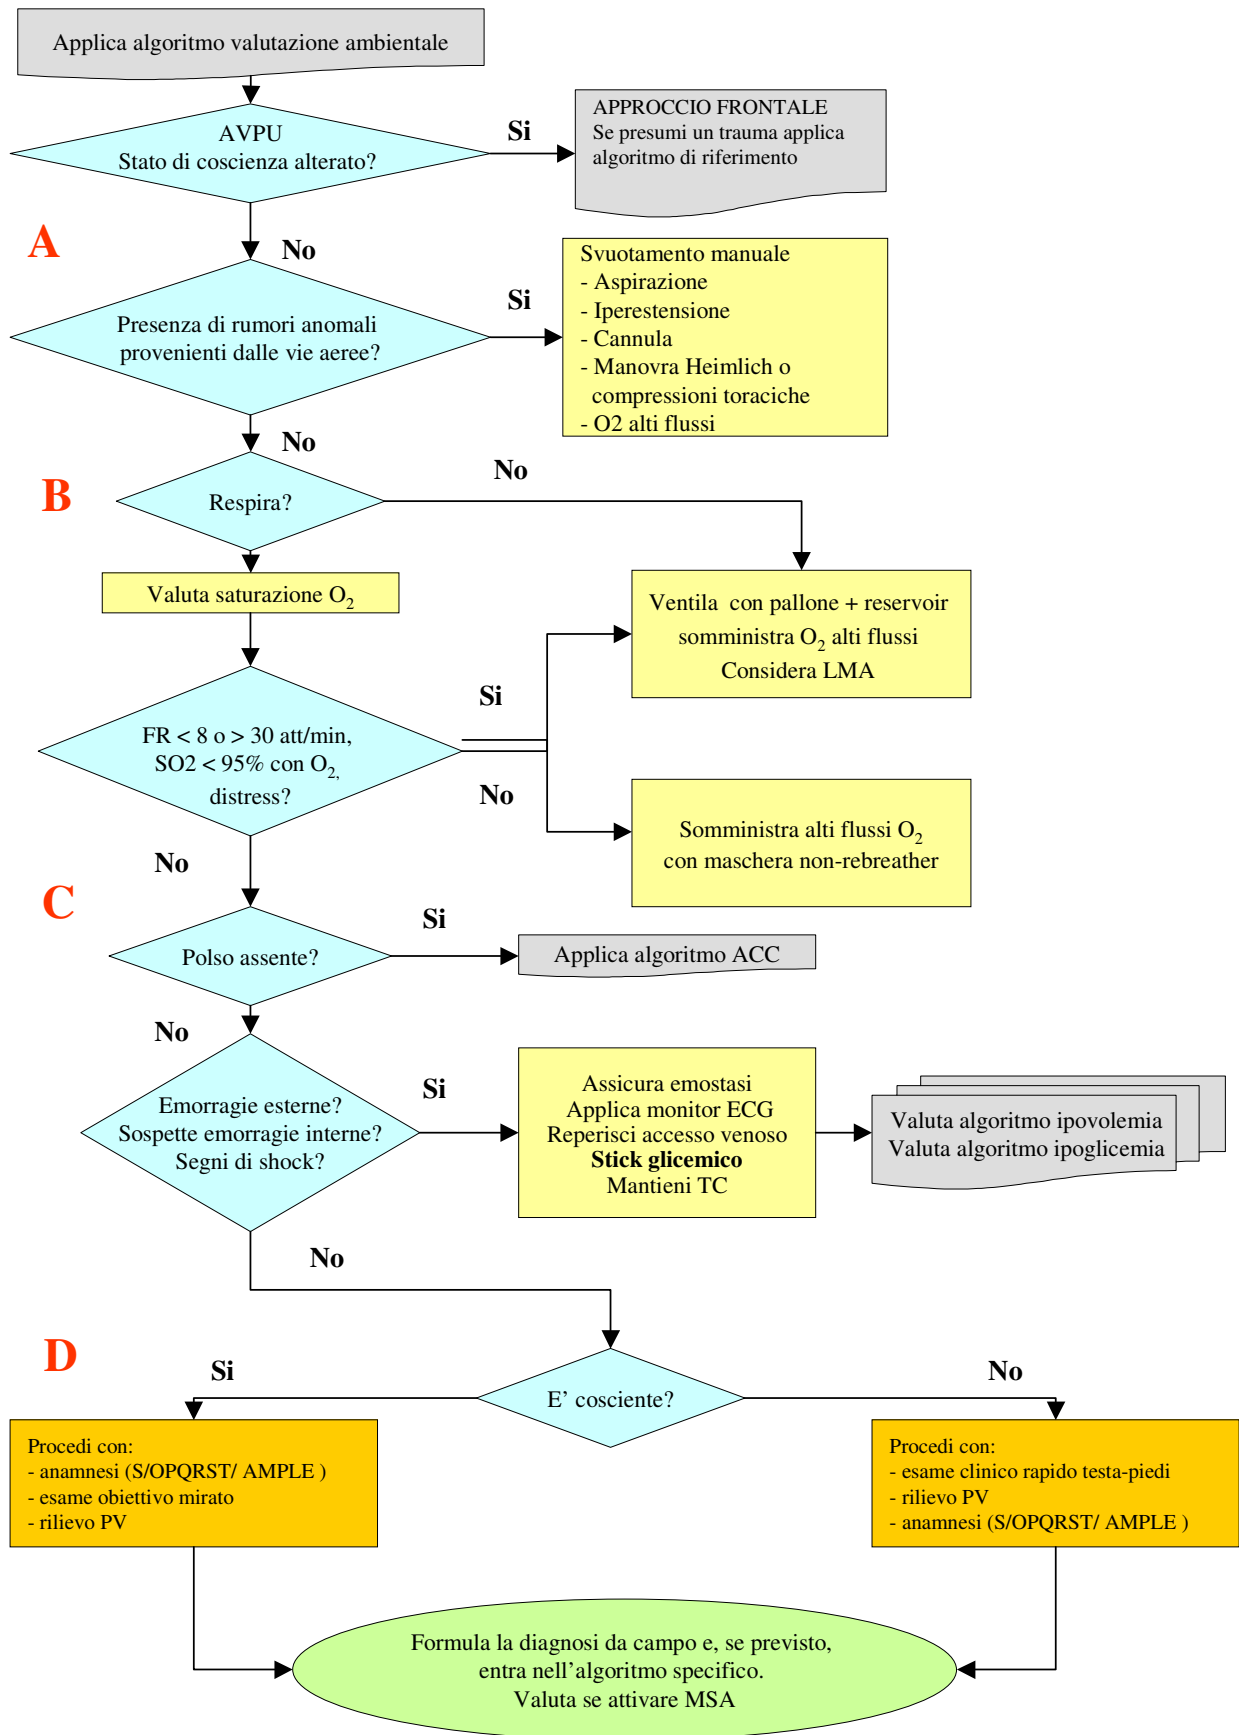 Applica algoritmo valutazione ambientale
AVPU
Stato di coscienza alterato?
Si
APPROCCIO FRONTALE
Se presumi un trauma applica
algoritmo di riferimento
A
No
Presenza di rumori anomali
provenienti dalle vie aeree?
Si
Svuotamento manuale
- Aspirazione
- Iperestensione
- Cannula
- Manovra Heimlich o
compressioni toraciche
- O2 alti flussi
No
B
Respira?
No
Valuta saturazione O2
Ventila con pallone + reservoir
somministra O2 alti flussi
Considera LMA
FR < 8 o > 30 att/min,
SO2 < 95% con O2,
distress?
Si
No
Somministra alti flussi O2
con maschera non-rebreather
No
C
Polso assente?
Si
Applica algoritmo ACC
No
Emorragie esterne?
Sospette emorragie interne?
Segni di shock?
Si
Assicura emostasi
Applica monitor ECG
Reperisci accesso venoso
Stick glicemico
Mantieni TC
Valuta algoritmo ipovolemia
Valuta algoritmo ipoglicemia
No
D
E' cosciente?
Si
No
Procedi con:
- anamnesi (S/OPQRST/ AMPLE )
- esame obiettivo mirato
- rilievo PV
Procedi con:
- esame clinico rapido testa-piedi
- rilievo PV
- anamnesi (S/OPQRST/ AMPLE )
Formula la diagnosi da campo e, se previsto,
entra nell'algoritmo specifico.
Valuta se attivare MSA